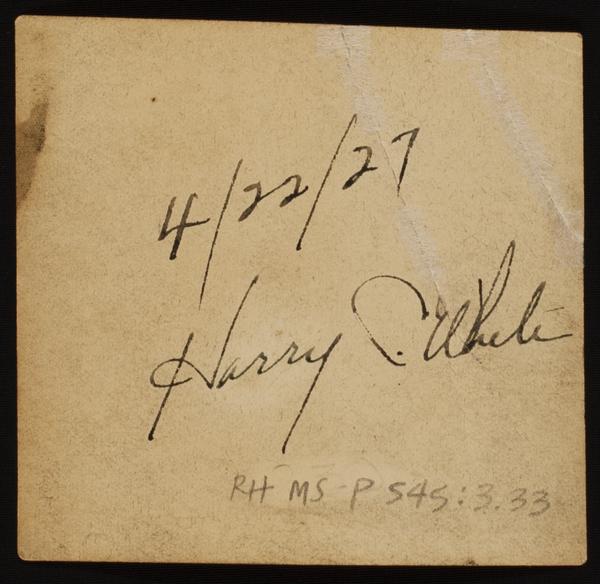 4/22/27
Harry C. White
RH MS-P 545:3.33